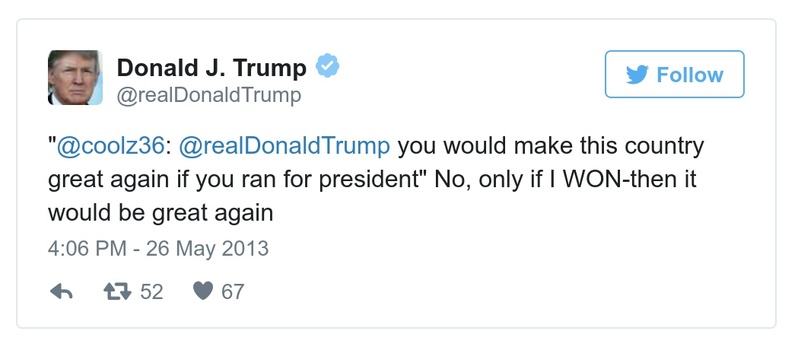 Donald J. Trump
@realDonaldTrump
Follow
"@coolz36: @realDonaldTrump you would make this country
great again if you ran for president" No, only if I WON-then it
would be great again
4:06 PM - 26 May 2013
52 67